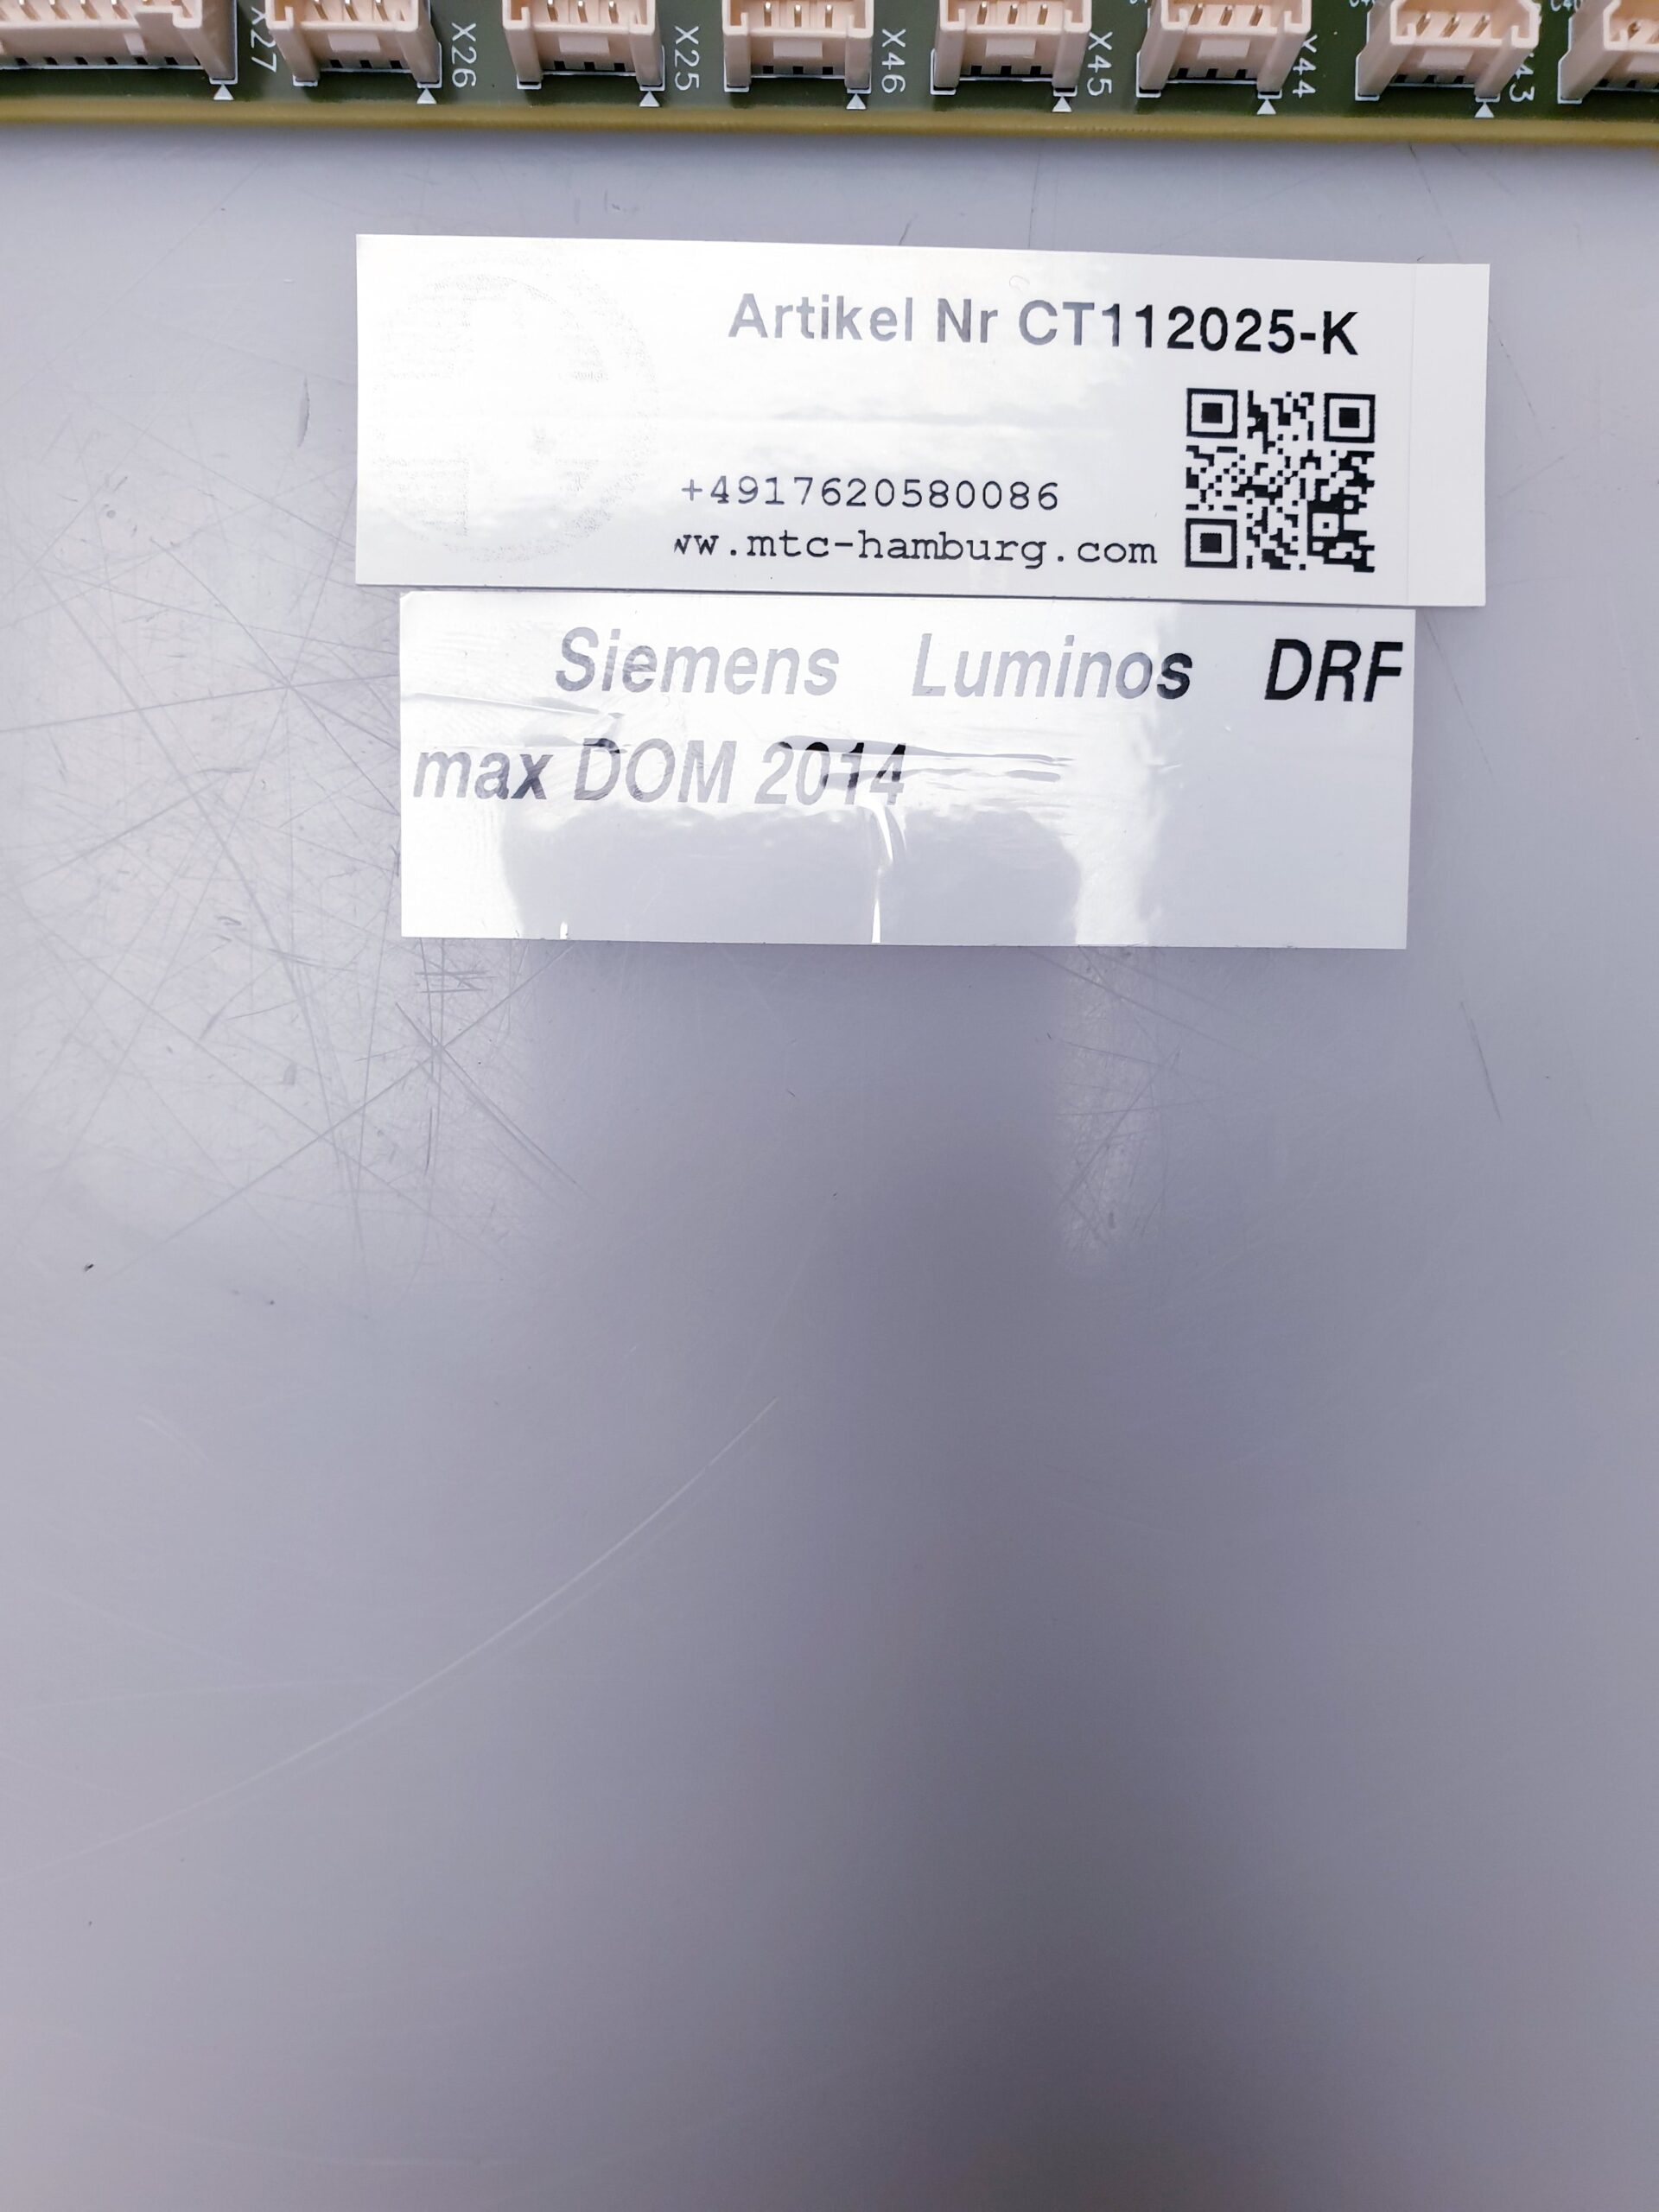 X27 X26 X25 X46 X45 X44 43
Artikel Nr CT112025-K
+4917620580086
ww.mtc-hamburg.com
Siemens Luminos DRF
max DOM 2014